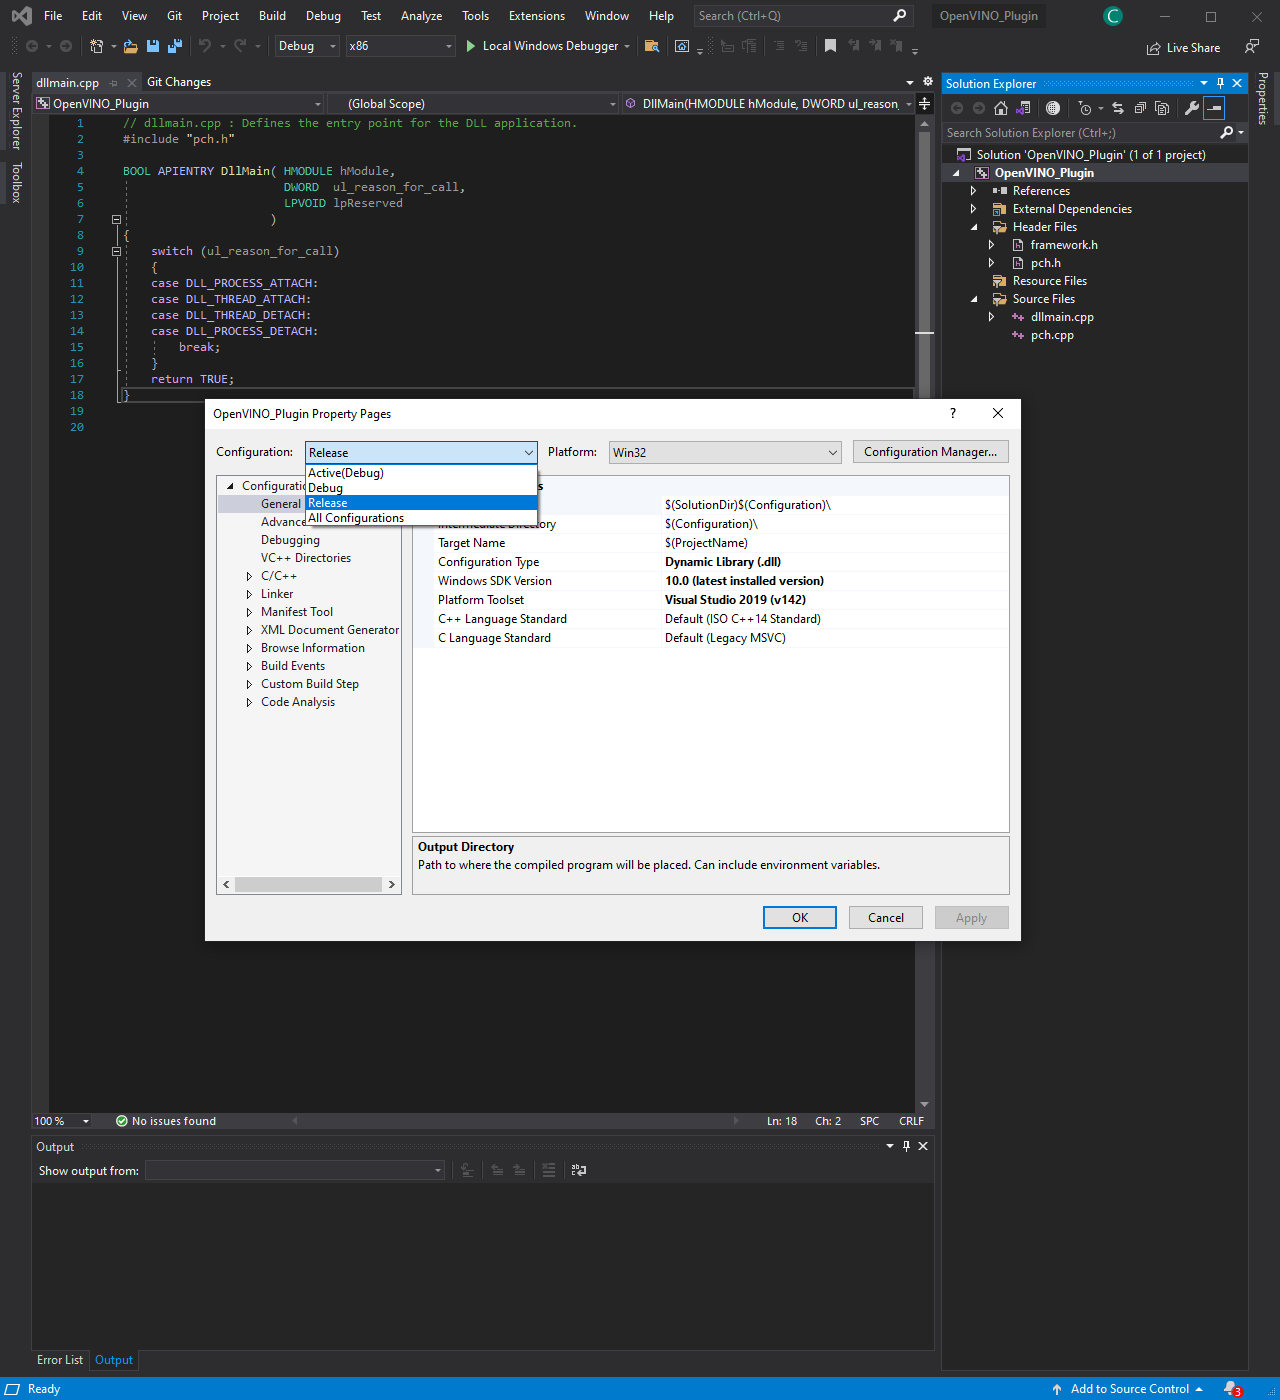 File Edit View Git Project Build Debug Test Analyze Tools Extensions Window Help Search (Ctrl+Q) OpenVINO_Plugin C
Debug x86 Local Windows Debugger Live Share
Server Explorer
Toolbox
dllmain.cpp Git Changes
OpenVINO_Plugin (Global Scope) DllMain(HMODULE hModule, DWORD ul_reason_
1 // dllmain.cpp : Defines the entry point for the DLL application.
2 #include "pch.h"
3
4 BOOL APIENTRY DllMain( HMODULE hModule,
5 DWORD ul_reason_for_call,
6 LPVOID lpReserved
7 )
8 {
9 switch (ul_reason_for_call)
10 {
11 case DLL_PROCESS_ATTACH:
12 case DLL_THREAD_ATTACH:
13 case DLL_THREAD_DETACH:
14 case DLL_PROCESS_DETACH:
15 break;
16 }
17 return TRUE;
18 }
19
20
Solution Explorer
Search Solution Explorer (Ctrl+;)
Solution 'OpenVINO_Plugin' (1 of 1 project)
OpenVINO_Plugin
References
External Dependencies
Header Files
framework.h
pch.h
Resource Files
Source Files
dllmain.cpp
pch.cpp
Properties
OpenVINO_Plugin Property Pages ?
Configuration: Release Platform: Win32 Configuration Manager...
Active(Debug)
Debug
Release
All Configurations
Configuratio
General
Advance
Debugging
VC++ Directories
C/C++
Linker
Manifest Tool
XML Document Generator
Browse Information
Build Events
Custom Build Step
Code Analysis
s
$(SolutionDir)$(Configuration)\
Intermediate Directory $(Configuration)\
Target Name $(ProjectName)
Configuration Type Dynamic Library (.dll)
Windows SDK Version 10.0 (latest installed version)
Platform Toolset Visual Studio 2019 (v142)
C++ Language Standard Default (ISO C++14 Standard)
C Language Standard Default (Legacy MSVC)
Output Directory
Path to where the compiled program will be placed. Can include environment variables.
OK Cancel Apply
100 % No issues found Ln: 18 Ch: 2 SPC CRLF
Output
Show output from:
Error List Output
Ready Add to Source Control 3